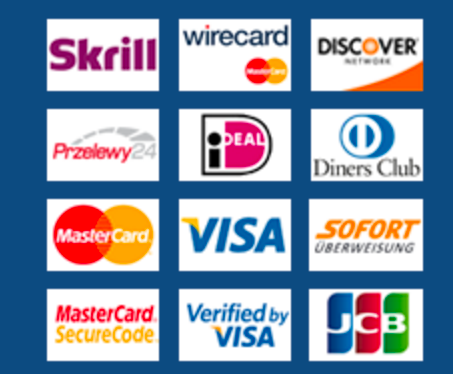 Skrill
wirecard
MasterCard
DISCOVER
NETWORK
Przelewy24
iDEAL
Diners Club
MasterCard
VISA
SOFORT
ÜBERWEISUNG
MasterCard.
SecureCode.
Verified by
VISA
JCB